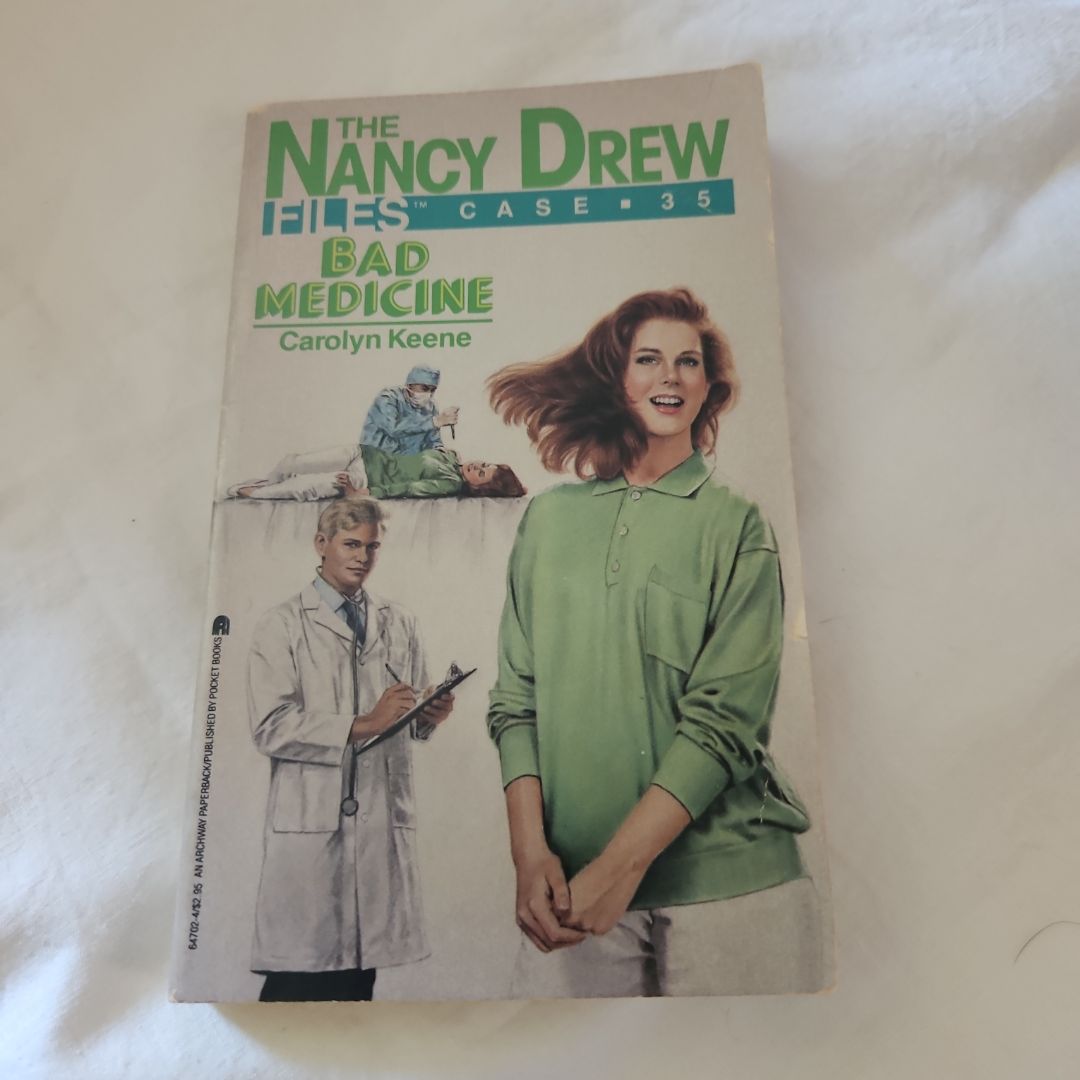 THE
NANCY DREW
FILES™ CASE ▪ 35
BAD
MEDICINE
Carolyn Keene
64702-4/$2.95 AN ARCHWAY PAPERBACK/PUBLISHED BY POCKET BOOKS